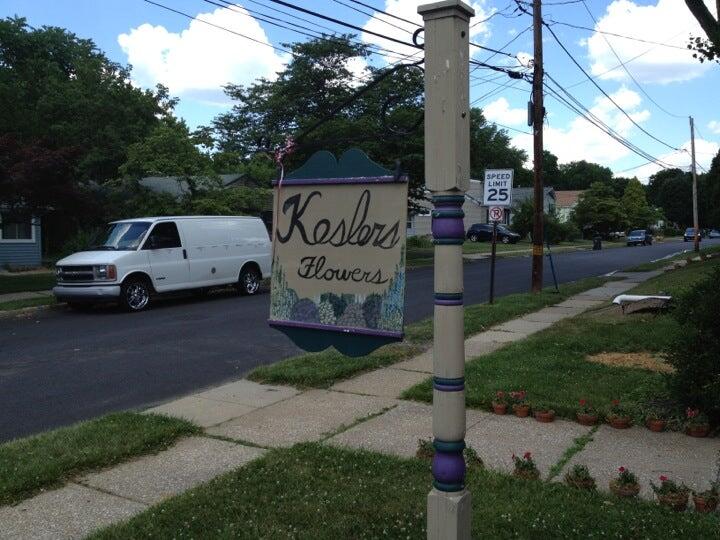 Keslers
Flowers
SPEED
LIMIT
25